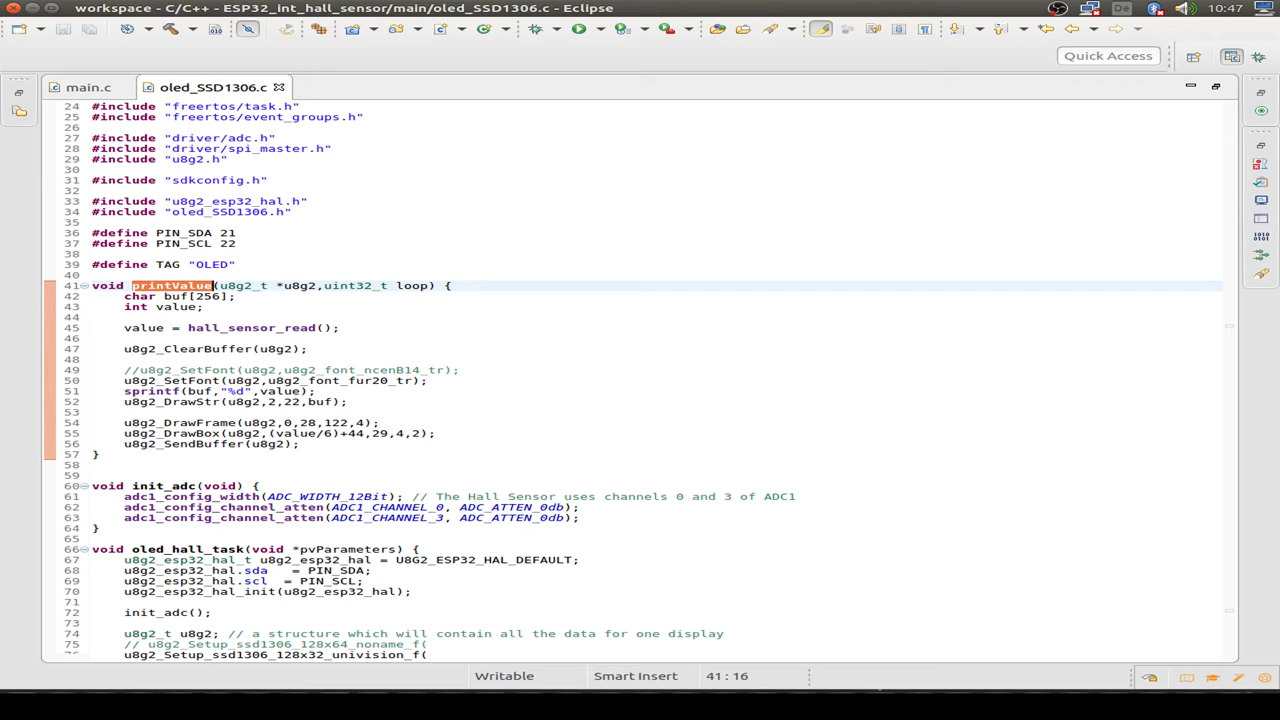 workspace - C/C++ - ESP32_int_hall_sensor/main/oled_SSD1306.c - Eclipse
De
10:47
Quick Access
main.c
oled_SSD1306.c
24 #include "freertos/task.h"
25 #include "freertos/event_groups.h"
26
27 #include "driver/adc.h"
28 #include "driver/spi_master.h"
29 #include "u8g2.h"
30
31 #include "sdkconfig.h"
32
33 #include "u8g2_esp32_hal.h"
34 #include "oled_SSD1306.h"
35
36 #define PIN_SDA 21
37 #define PIN_SCL 22
38
39 #define TAG "OLED"
40
41 void printValue(u8g2_t *u8g2,uint32_t loop) {
42 char buf[256];
43 int value;
44
45 value = hall_sensor_read();
46
47 u8g2_ClearBuffer(u8g2);
48
49 //u8g2_SetFont(u8g2,u8g2_font_ncenB14_tr);
50 u8g2_SetFont(u8g2,u8g2_font_fur20_tr);
51 sprintf(buf,"%d",value);
52 u8g2_DrawStr(u8g2,2,22,buf);
53
54 u8g2_DrawFrame(u8g2,0,28,122,4);
55 u8g2_DrawBox(u8g2,(value/6)+44,29,4,2);
56 u8g2_SendBuffer(u8g2);
57 }
58
59
60 void init_adc(void) {
61 adc1_config_width(ADC_WIDTH_12Bit); // The Hall Sensor uses channels 0 and 3 of ADC1
62 adc1_config_channel_atten(ADC1_CHANNEL_0, ADC_ATTEN_0db);
63 adc1_config_channel_atten(ADC1_CHANNEL_3, ADC_ATTEN_0db);
64 }
65
66 void oled_hall_task(void *pvParameters) {
67 u8g2_esp32_hal_t u8g2_esp32_hal = U8G2_ESP32_HAL_DEFAULT;
68 u8g2_esp32_hal.sda = PIN_SDA;
69 u8g2_esp32_hal.scl = PIN_SCL;
70 u8g2_esp32_hal_init(u8g2_esp32_hal);
71
72 init_adc();
73
74 u8g2_t u8g2; // a structure which will contain all the data for one display
75 // u8g2_Setup_ssd1306_128x64_noname_f(
76 u8g2_Setup_ssd1306_128x32_univision_f(
Writable
Smart Insert
41 : 16